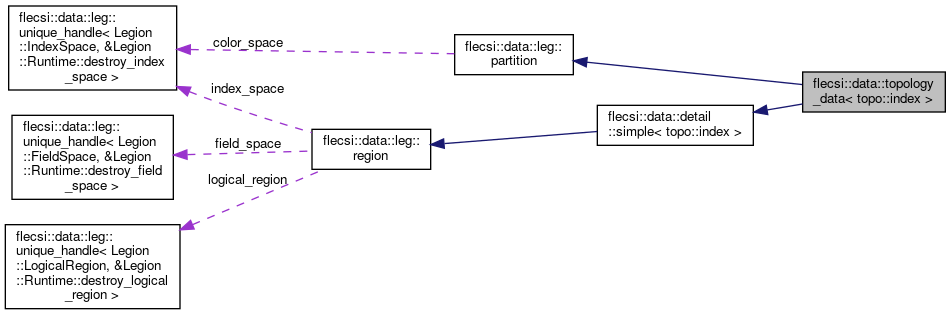 flecsi::data::leg::
unique_handle< Legion
::IndexSpace, &Legion
::Runtime::destroy_index
_space >
color_space
flecsi::data::leg::
partition
flecsi::data::topology
_data< topo::index >
index_space
flecsi::data::detail
::simple< topo::index >
flecsi::data::leg::
unique_handle< Legion
::FieldSpace, &Legion
::Runtime::destroy_field
_space >
field_space
flecsi::data::leg::
region
logical_region
flecsi::data::leg::
unique_handle< Legion
::LogicalRegion, &Legion
::Runtime::destroy_logical
_region >